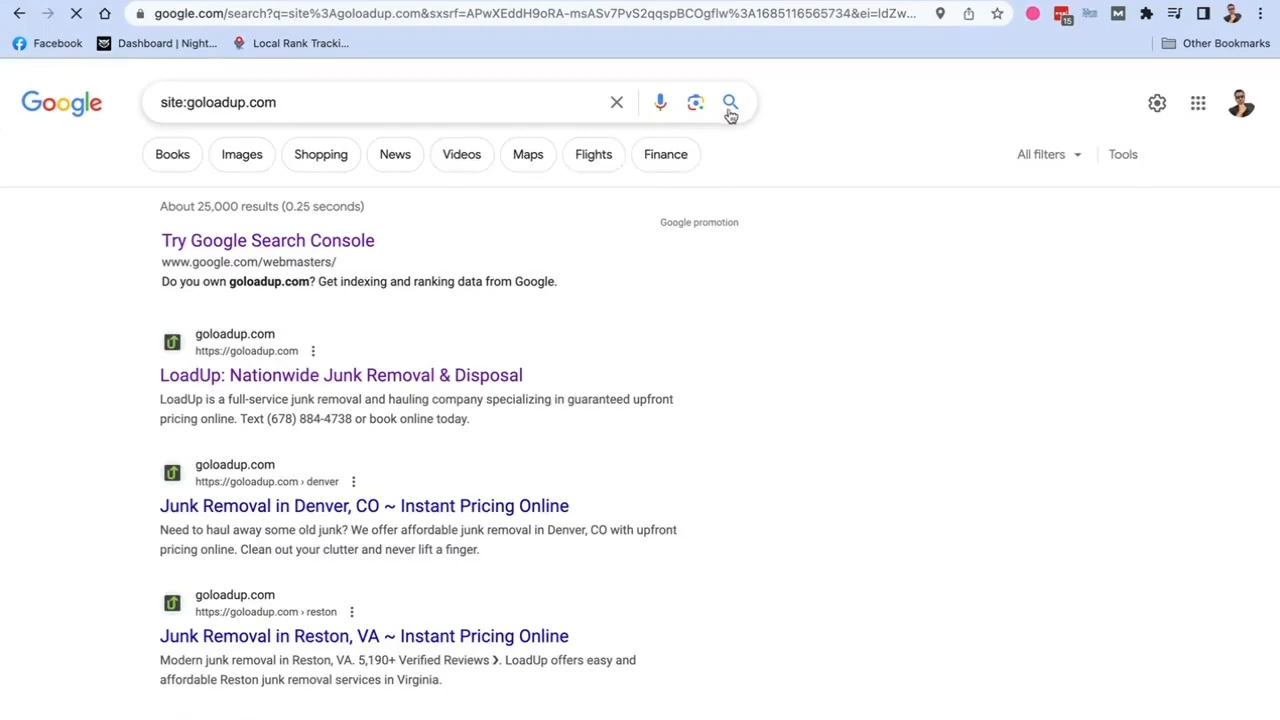 google.com/search?q=site%3Agoloadup.com&sxsrf=APwXEddH9oRA-msASv7PvS2qqspBCOgflw%3A1685116565734&ei=ldZw...
15
Facebook
Dashboard | Night...
Local Rank Tracki...
Other Bookmarks
Google
site:goloadup.com
Books
Images
Shopping
News
Videos
Maps
Flights
Finance
All filters
Tools
About 25,000 results (0.25 seconds)
Google promotion
Try Google Search Console
www.google.com/webmasters/
Do you own goloadup.com? Get indexing and ranking data from Google.
goloadup.com
https://goloadup.com
LoadUp: Nationwide Junk Removal & Disposal
LoadUp is a full-service junk removal and hauling company specializing in guaranteed upfront
pricing online. Text (678) 884-4738 or book online today.
goloadup.com
https://goloadup.com › denver
Junk Removal in Denver, CO ~ Instant Pricing Online
Need to haul away some old junk? We offer affordable junk removal in Denver, CO with upfront
pricing online. Clean out your clutter and never lift a finger.
goloadup.com
https://goloadup.com › reston
Junk Removal in Reston, VA ~ Instant Pricing Online
Modern junk removal in Reston, VA. 5,190+ Verified Reviews ❯. LoadUp offers easy and
affordable Reston junk removal services in Virginia.